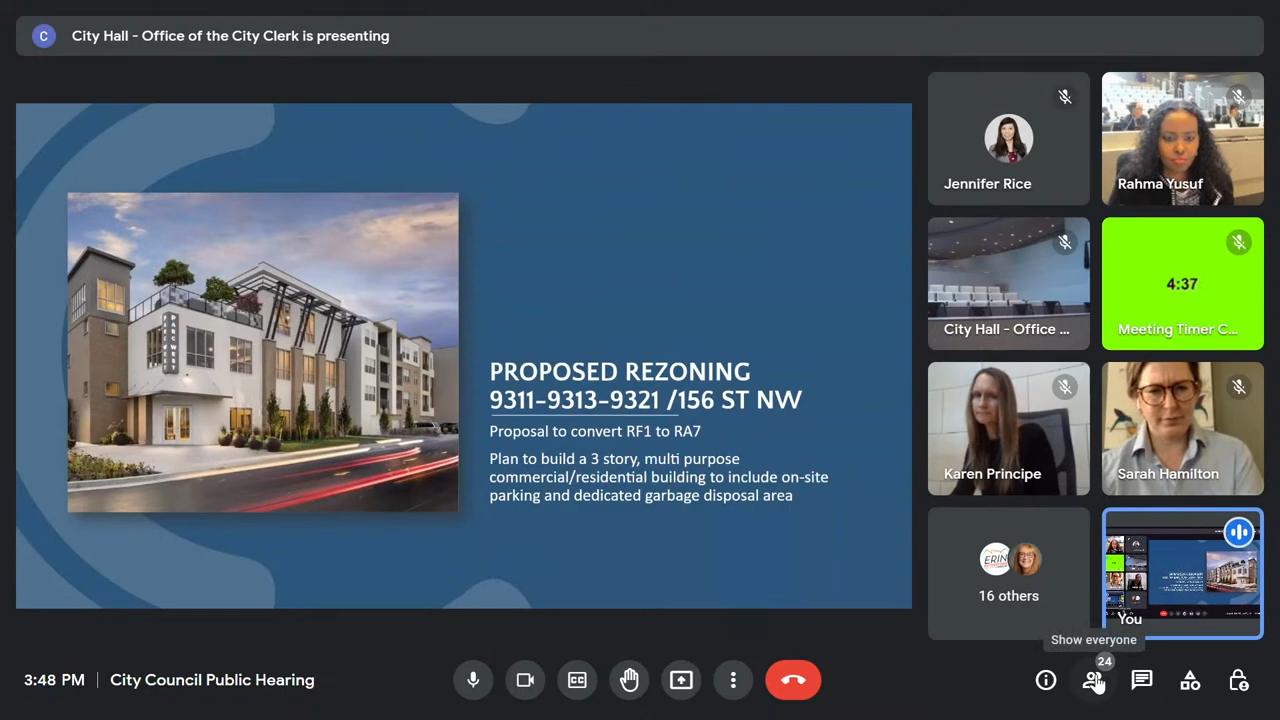 C
City Hall - Office of the City Clerk is presenting
PROPOSED REZONING
9311-9313-9321 /156 ST NW
Proposal to convert RF1 to RA7
Plan to build a 3 story, multi purpose
commercial/residential building to include on-site
parking and dedicated garbage disposal area
Jennifer Rice
Rahma Yusuf
City Hall - Office ...
4:37
Meeting Timer C...
Karen Principe
Sarah Hamilton
ERIN
16 others
You
Show everyone
24
3:48 PM
City Council Public Hearing